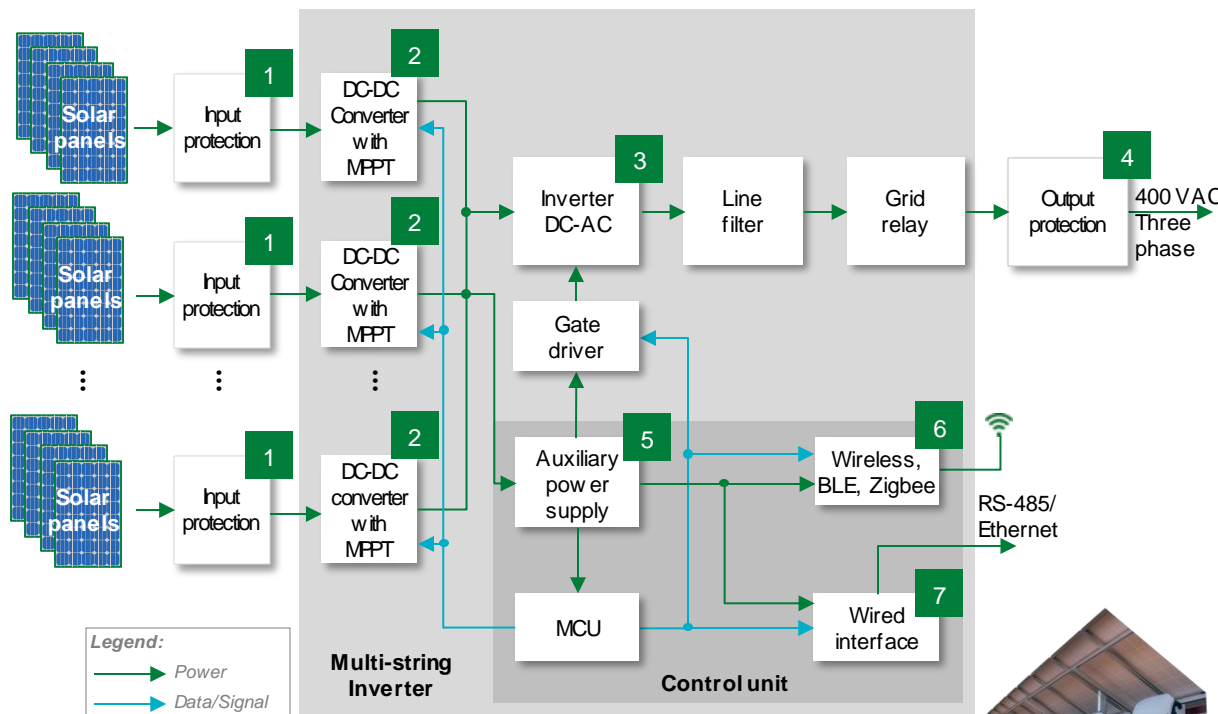 1
2
Solar
panels
Input
protection
DC-DC
Converter
with
MPPT
3
4
Inverter
DC-AC
Line
filter
Grid
relay
Output
protection
400 VAC
Three
phase
1
2
Solar
panels
Input
protection
DC-DC
Converter
with
MPPT
Gate
driver
...
...
...
1
2
5
6
Solar
panels
Input
protection
DC-DC
converter
with
MPPT
Auxiliary
power
supply
Wireless,
BLE, Zigbee
RS-485/
Ethernet
7
MCU
Wired
interface
Legend:
Power
Data/Signal
Multi-string
Inverter
Control unit